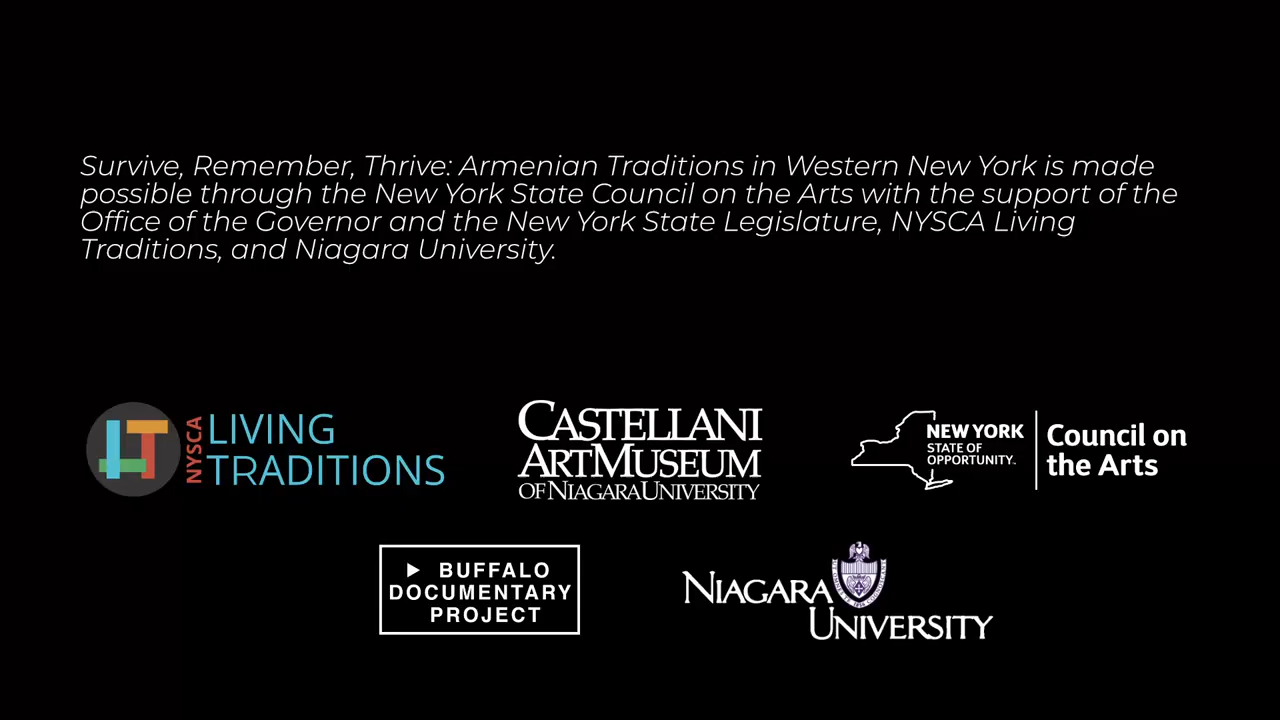 Survive, Remember, Thrive: Armenian Traditions in Western New York is made
possible through the New York State Council on the Arts with the support of the
Office of the Governor and the New York State Legislature, NYSCA Living
Traditions, and Niagara University.
LT
NYSCA
LIVING
TRADITIONS
CASTELLANI
ARTMUSEUM
OF NIAGARA UNIVERSITY
NEW YORK
STATE OF
OPPORTUNITY™
Council on
the Arts
BUFFALO
DOCUMENTARY
PROJECT
NIAGARA
UNIVERSITY